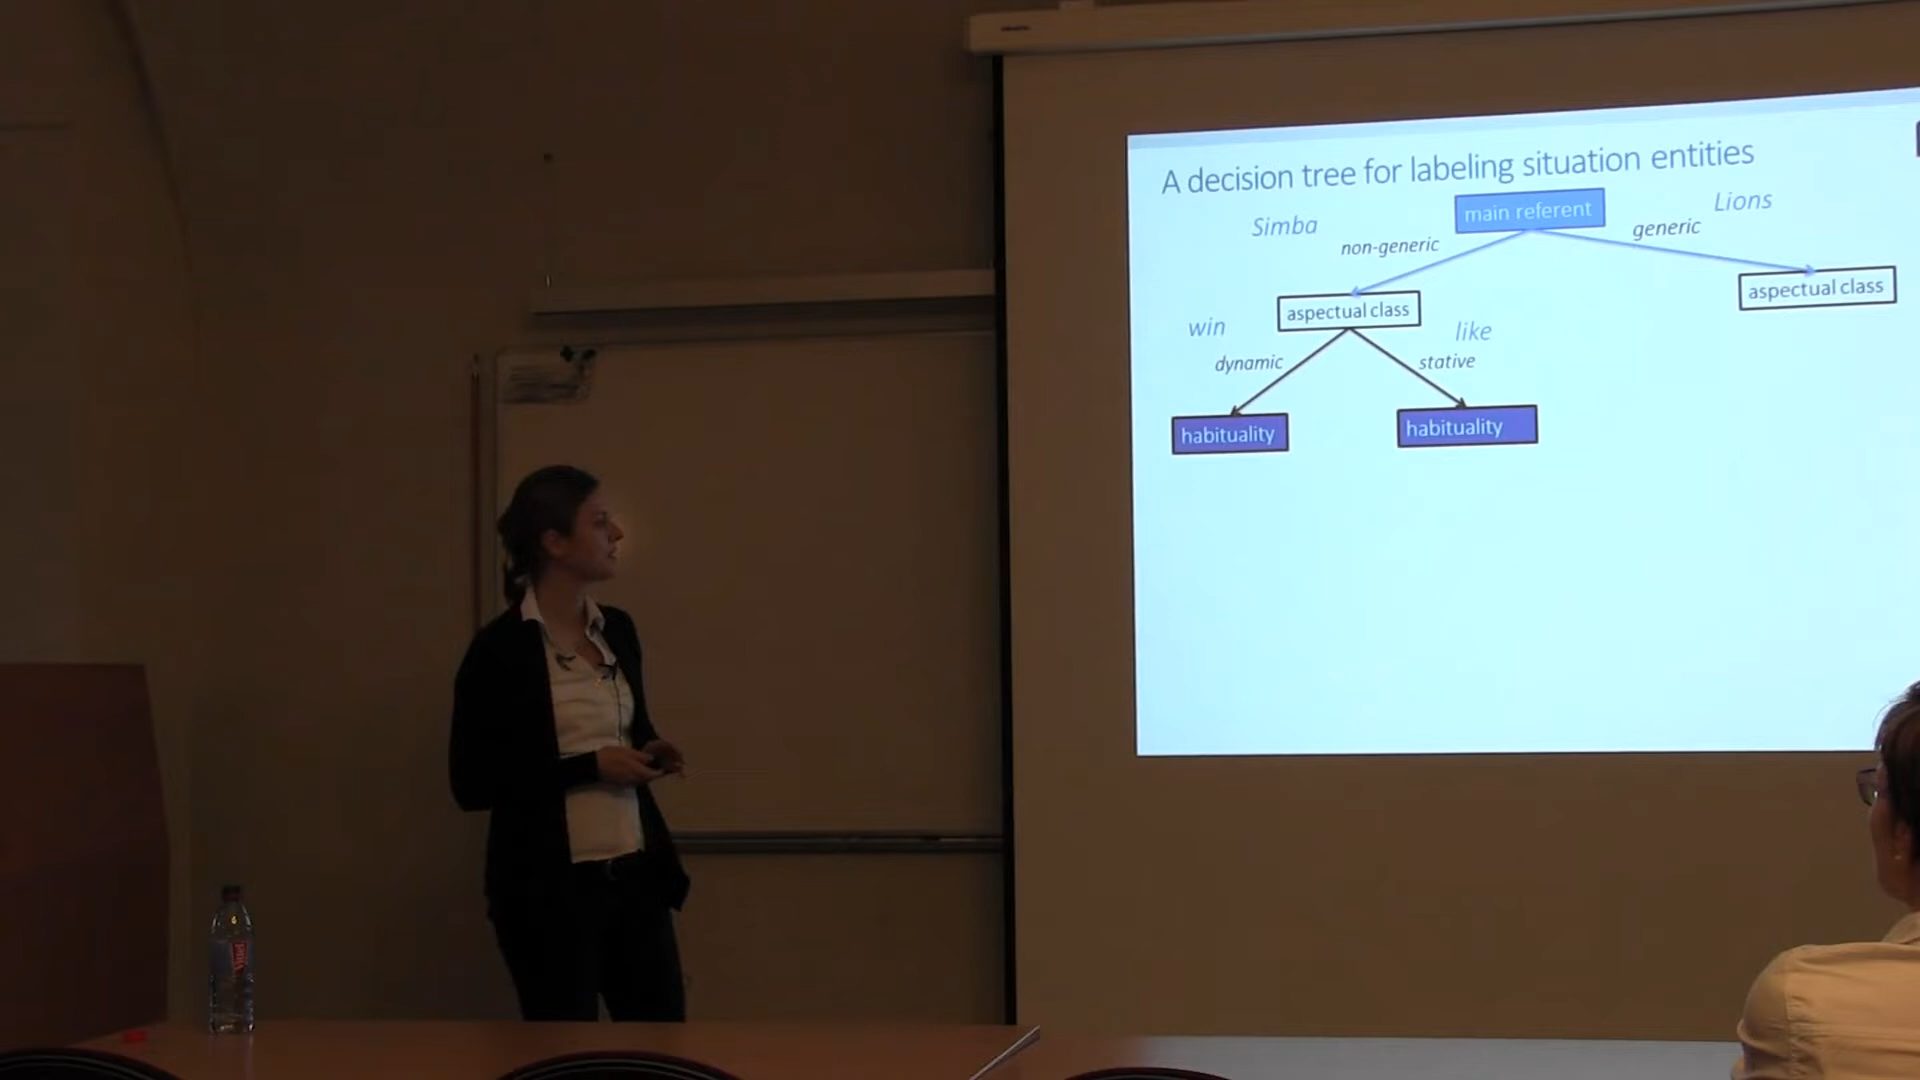 A decision tree for labeling situation entities
Simba
main referent
Lions
non-generic
generic
aspectual class
aspectual class
win
like
dynamic
stative
habituality
habituality
Vittel